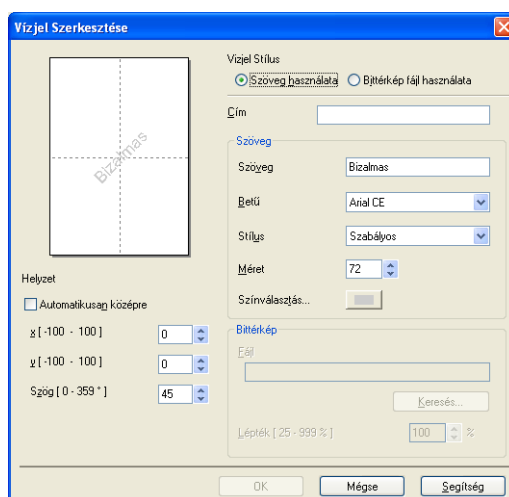 Vízjel Szerkesztése
Vizjel Stílus
Szöveg használata
Bittérkép fájl használata
Cím
Szöveg
Szöveg
Bizalmas
Betű
Arial CE
Stílus
Szabályos
Méret
72
Színválasztás...
Bizalmas
Helyzet
Automatikusan középre
x [ -100 - 100 ]
0
y [ -100 - 100 ]
0
Szög [ 0 - 359 ° ]
45
Bittérkép
Fájl
Keresés...
Lépték [ 25 - 999 % ]
100
%
OK
Mégse
Segítség